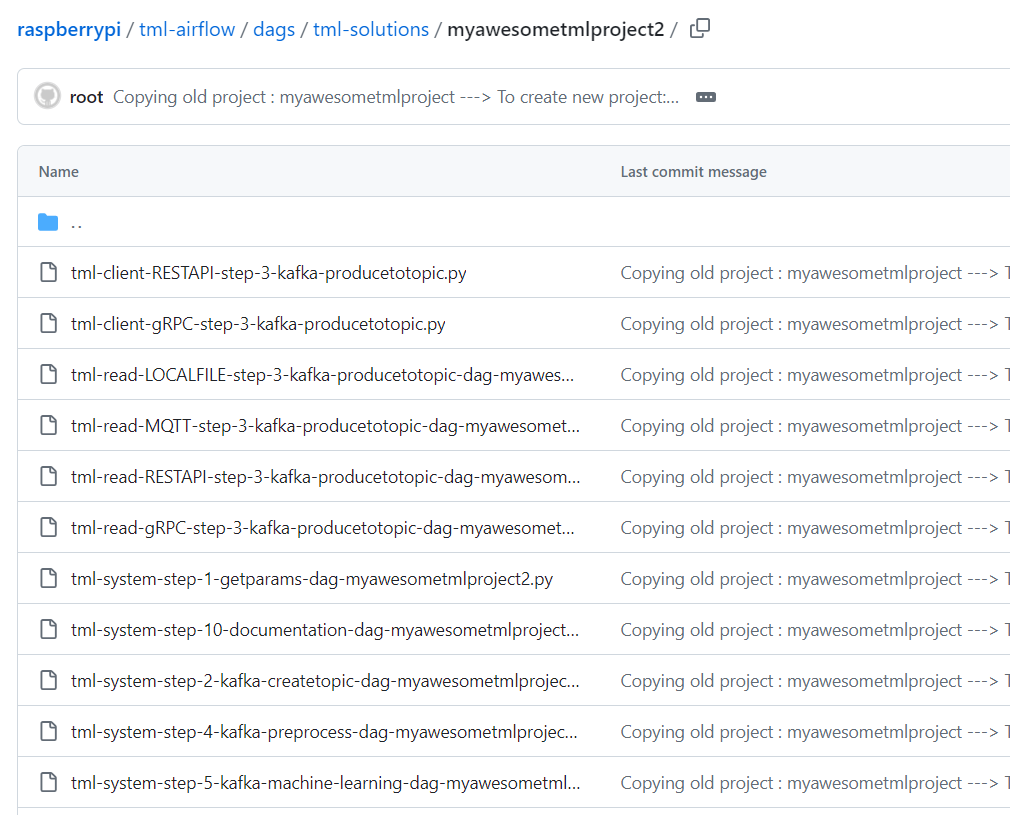 raspberrypi / tml-airflow / dags / tml-solutions / myawesometmlproject2 /
root Copying old project : myawesometmlproject ---> To create new project:...
Name Last commit message
..
tml-client-RESTAPI-step-3-kafka-producetotopic.py Copying old project : myawesometmlproject ---> T
tml-client-gRPC-step-3-kafka-producetotopic.py Copying old project : myawesometmlproject ---> T
tml-read-LOCALFILE-step-3-kafka-producetotopic-dag-myawes... Copying old project : myawesometmlproject ---> T
tml-read-MQTT-step-3-kafka-producetotopic-dag-myawesomet... Copying old project : myawesometmlproject ---> T
tml-read-RESTAPI-step-3-kafka-producetotopic-dag-myawesom... Copying old project : myawesometmlproject ---> T
tml-read-gRPC-step-3-kafka-producetotopic-dag-myawesomet... Copying old project : myawesometmlproject ---> T
tml-system-step-1-getparams-dag-myawesometmlproject2.py Copying old project : myawesometmlproject ---> T
tml-system-step-10-documentation-dag-myawesometmlproject... Copying old project : myawesometmlproject ---> T
tml-system-step-2-kafka-createtopic-dag-myawesometmlprojec... Copying old project : myawesometmlproject ---> T
tml-system-step-4-kafka-preprocess-dag-myawesometmlprojec... Copying old project : myawesometmlproject ---> T
tml-system-step-5-kafka-machine-learning-dag-myawesometml... Copying old project : myawesometmlproject ---> T